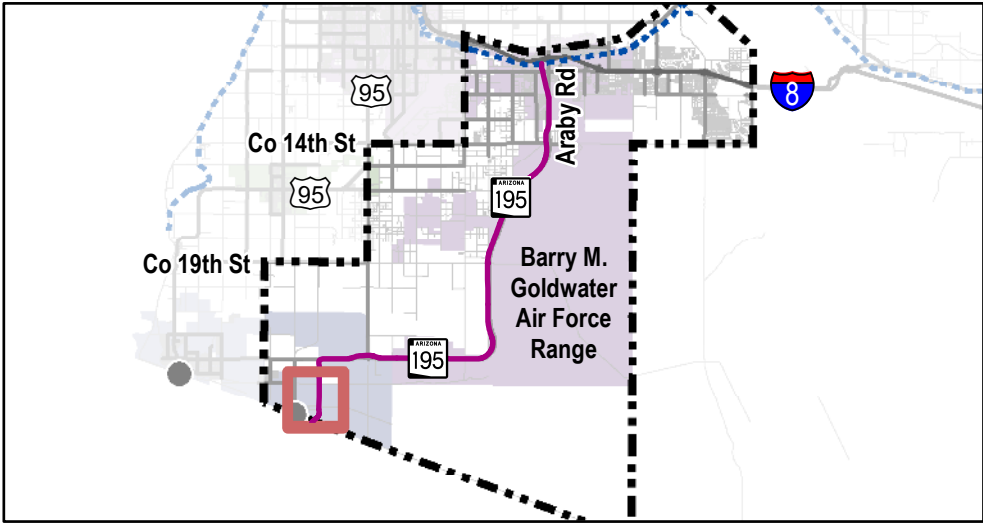 95
8
Araby Rd
Co 14th St
95
ARIZONA
195
Co 19th St
Barry M.
Goldwater
Air Force
Range
ARIZONA
195